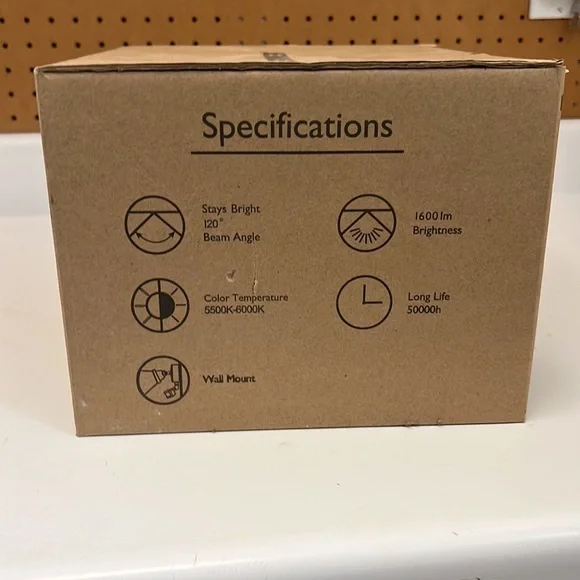 Specifications
Stays Bright
120°
Beam Angle
1600lm
Brightness
Color Temperature
5500K-6000K
Long Life
50000h
Wall Mount